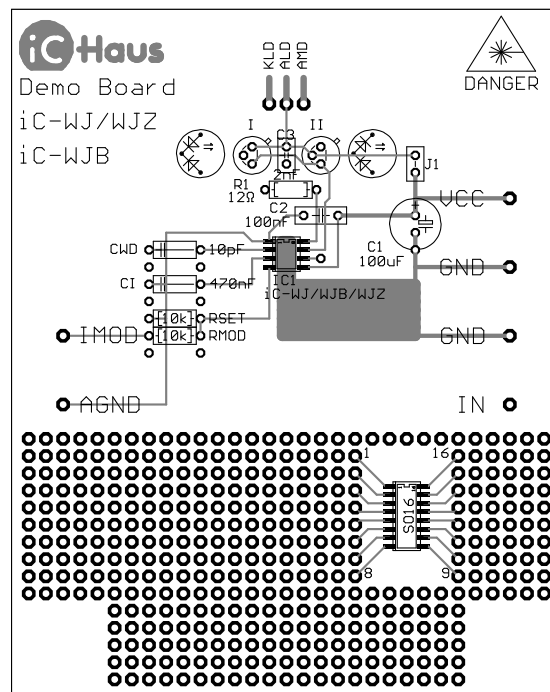 iC Haus
Demo Board
iC-WJ/WJZ
iC-WJB
KLD ALD AMD
DANGER
I C3 II
2nF
J1
R1
12Ω
VCC
C2
100nF
C1
100uF
CWD 10pF
IC1
iC-WJ/WJB/WJZ
GND
CI 470nF
10k RSET
IMOD 10k RMOD
GND
AGND
IN
1 16
SO16
8 9